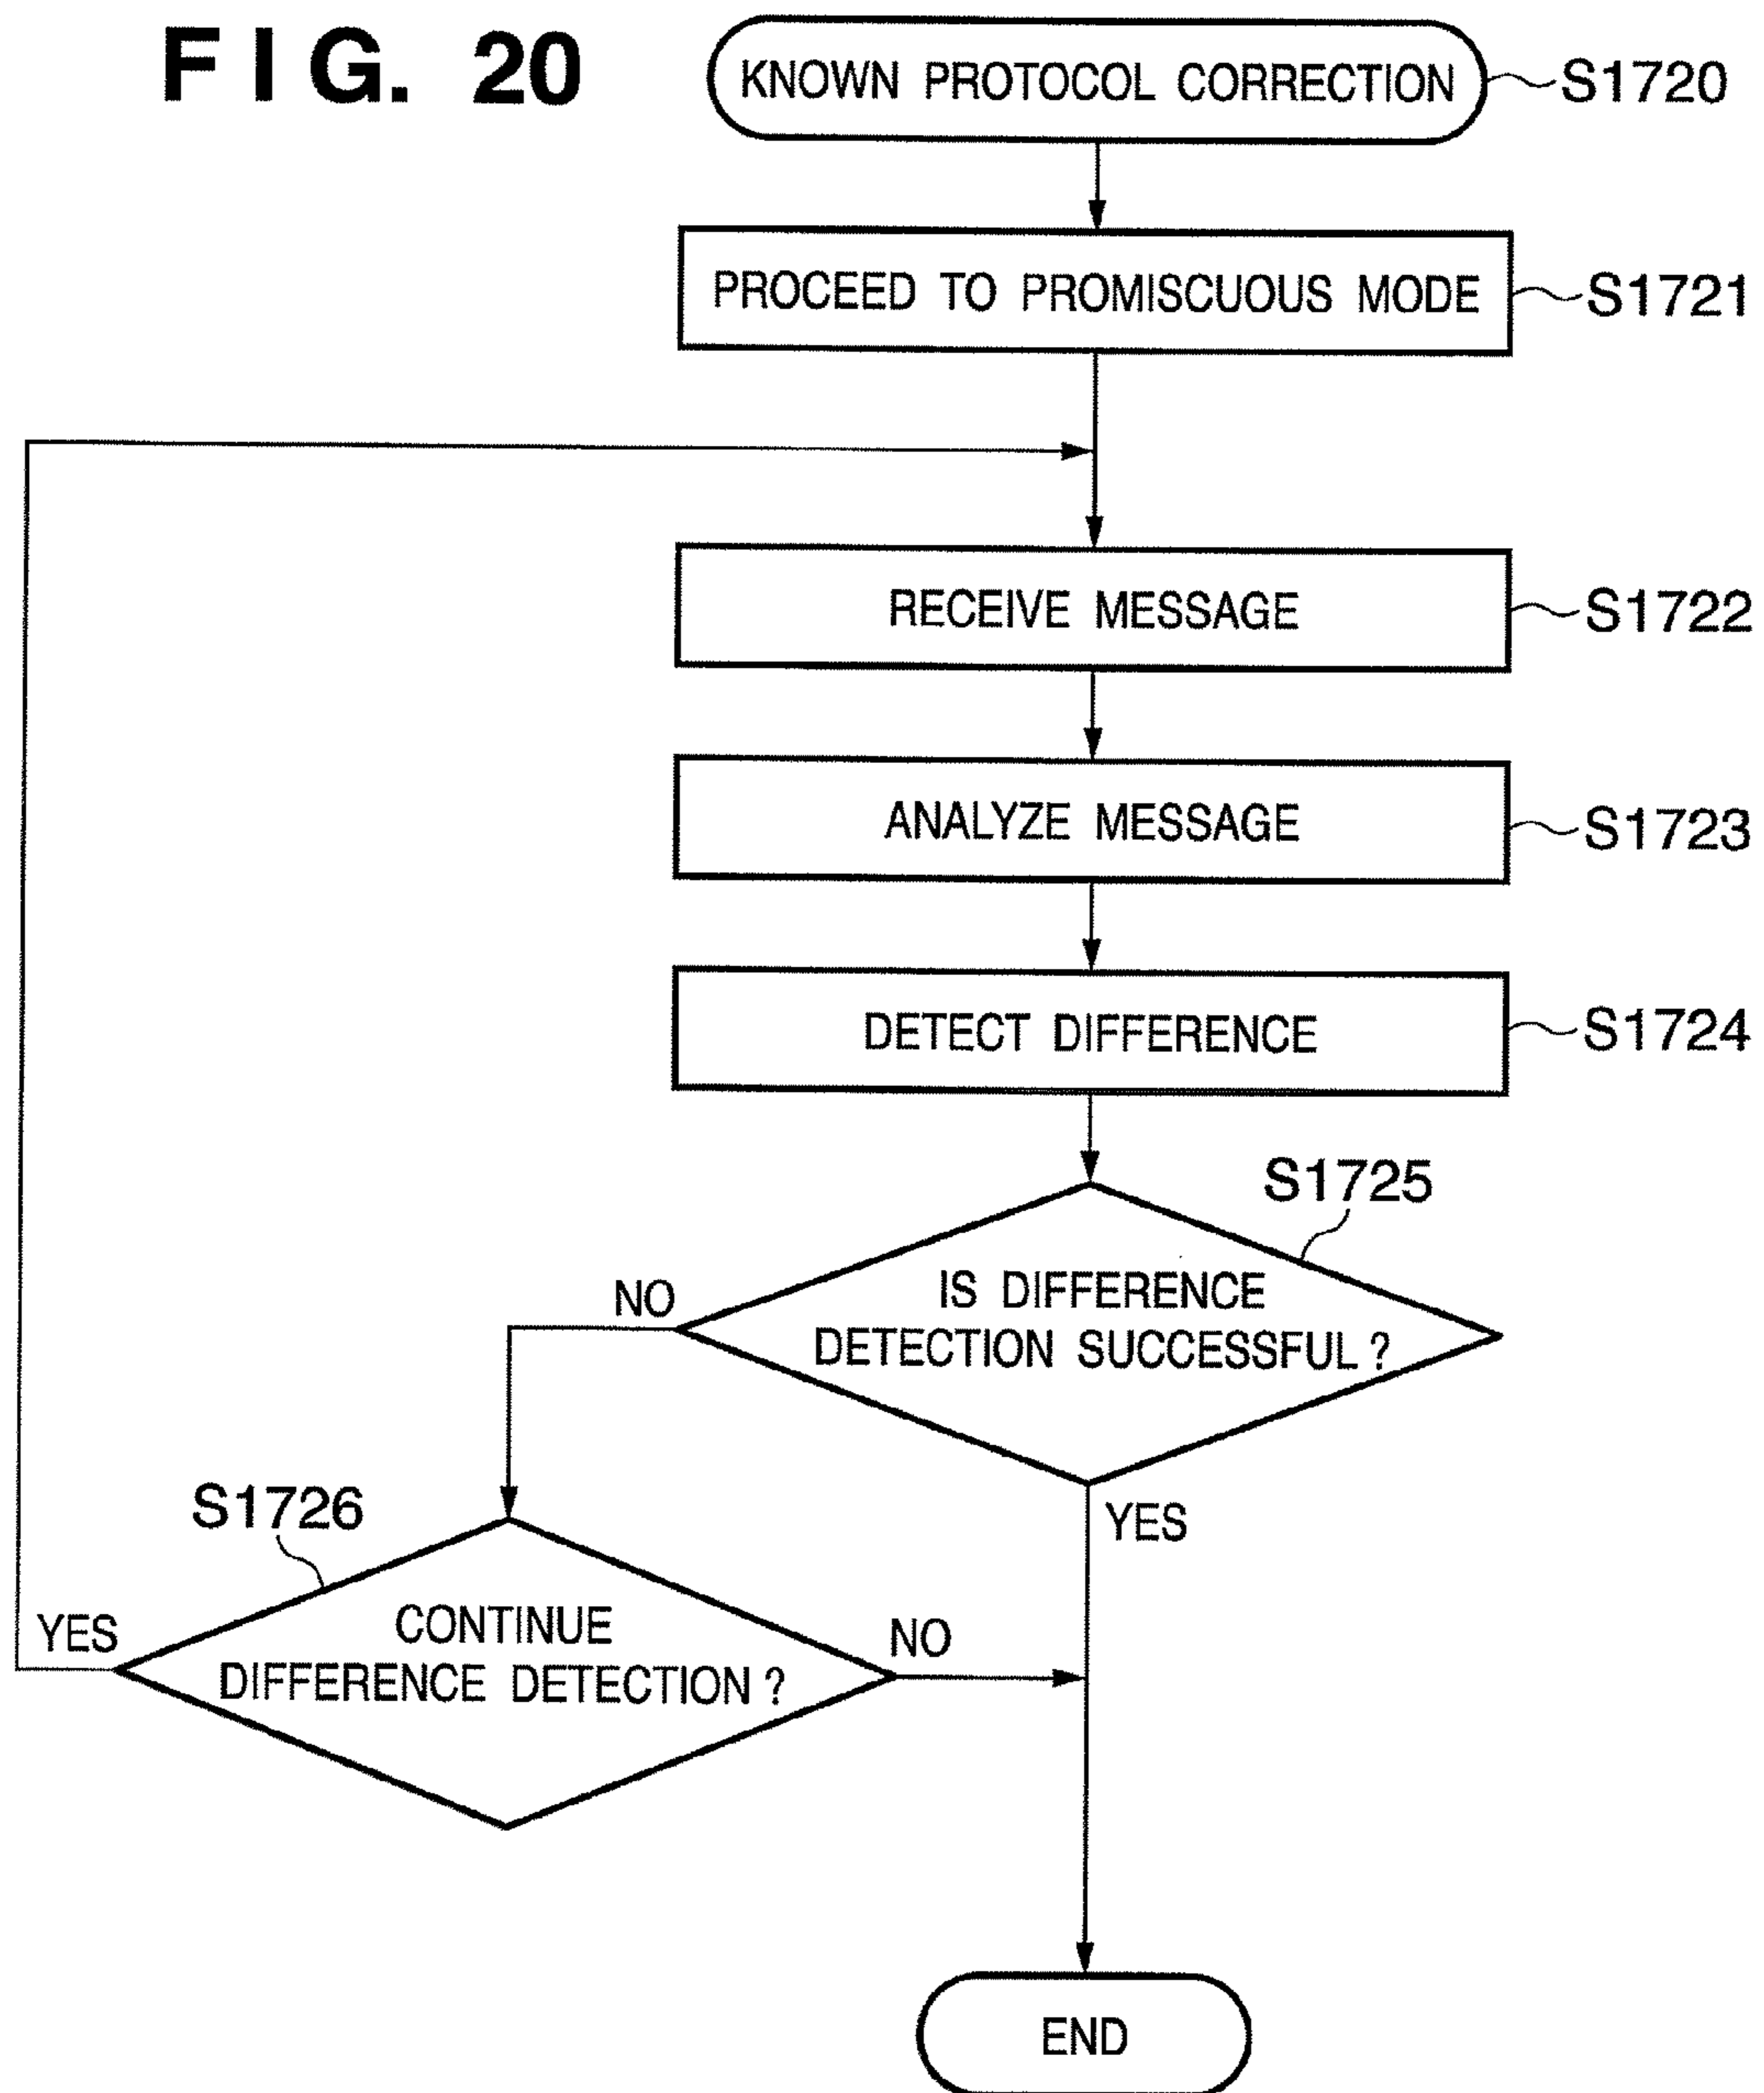 FIG. 20
KNOWN PROTOCOL CORRECTION
S1720
PROCEED TO PROMISCUOUS MODE
S1721
RECEIVE MESSAGE
S1722
ANALYZE MESSAGE
S1723
DETECT DIFFERENCE
S1724
S1725
IS DIFFERENCE
DETECTION SUCCESSFUL ?
NO
YES
S1726
CONTINUE
DIFFERENCE DETECTION ?
YES
NO
END